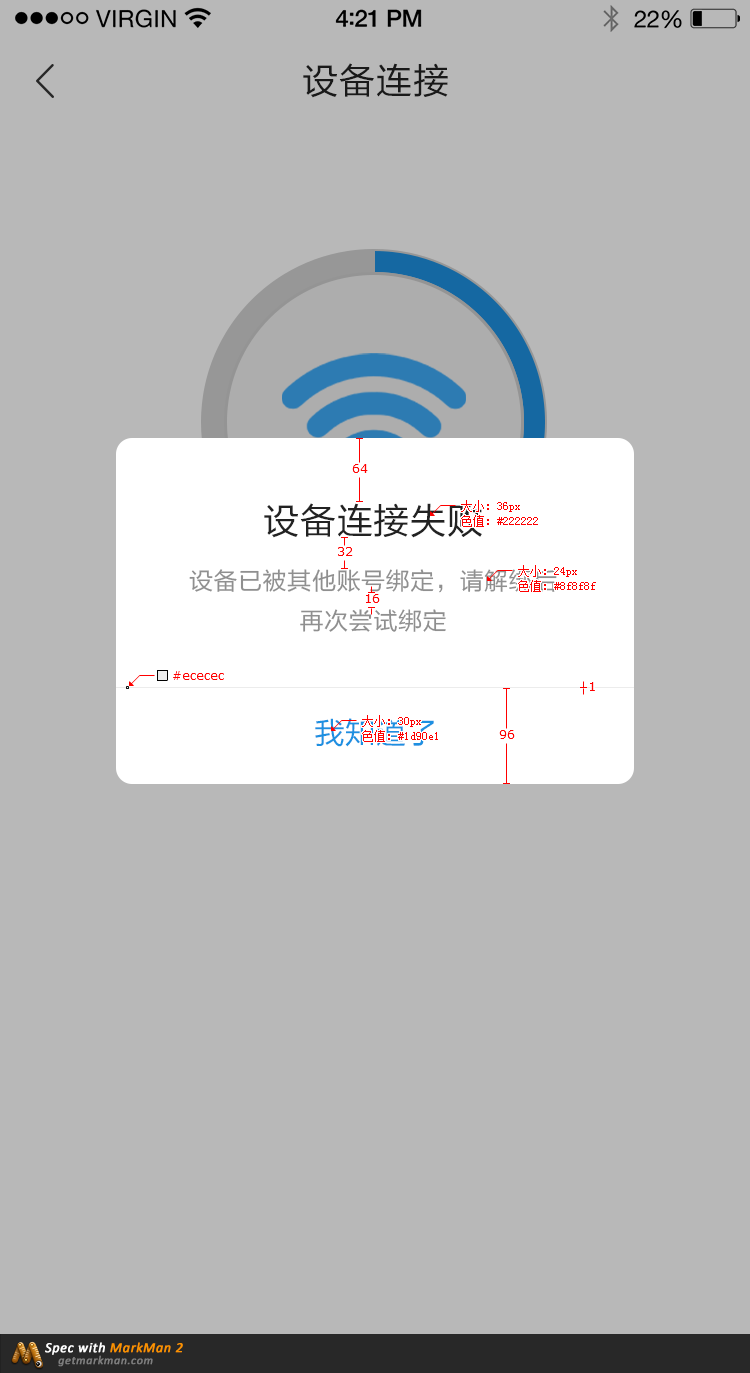 VIRGIN
4:21 PM
22%
设备连接
64
设备连接失败
大小: 36px
色值: #222222
32
设备已被其他账号绑定，请解绑后
大小: 24px
色值: #8f8f8f
16
再次尝试绑定
#ececec
1
我知道了
大小: 30px
色值: #1d90e1
96
Spec with MarkMan 2
getmarkman.com